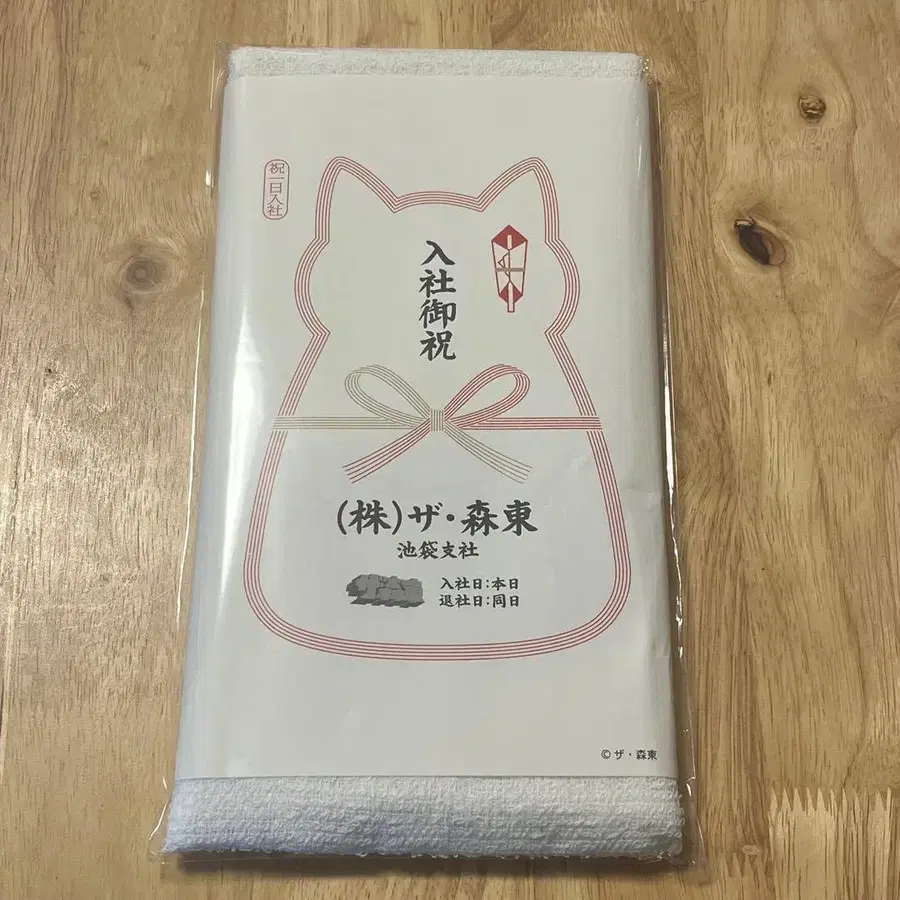 祝一日入社
入社御祝
(株)ザ・森東
池袋支社
入社日:本日
退社日:同日
© ザ・森東